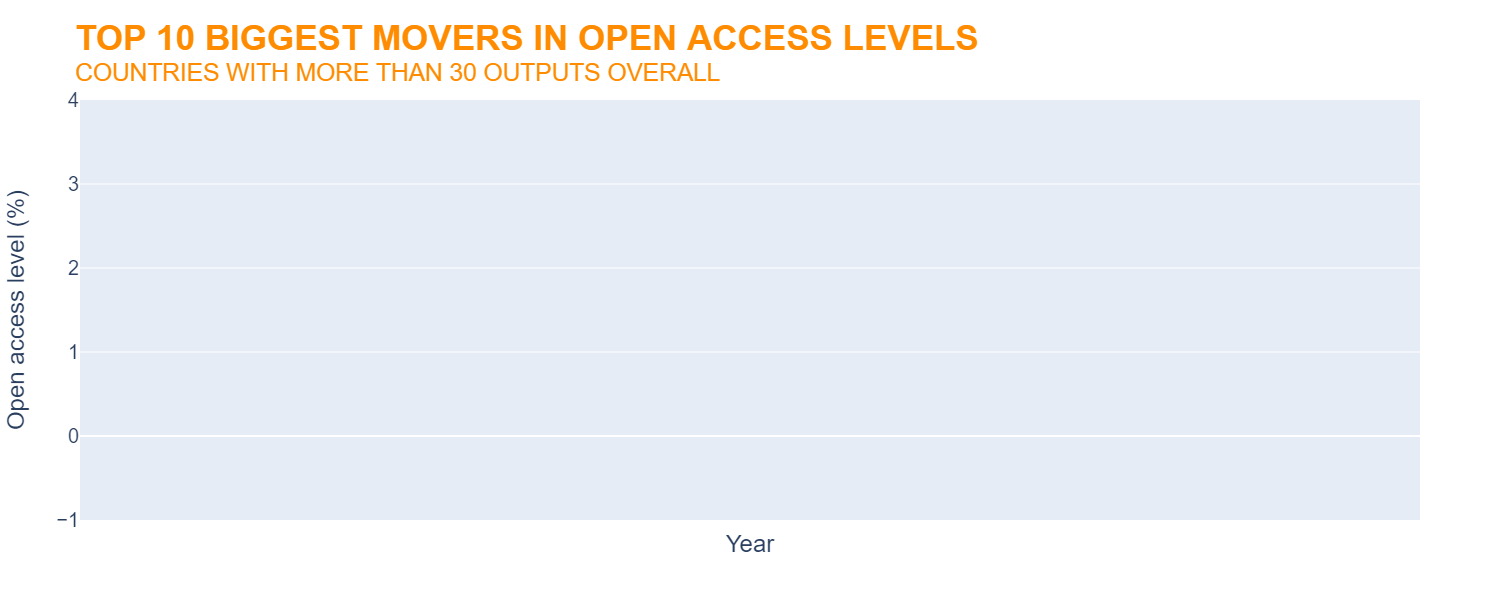 TOP 10 BIGGEST MOVERS IN OPEN ACCESS LEVELS
COUNTRIES WITH MORE THAN 30 OUTPUTS OVERALL
Open access level (%)
4
3
2
1
0
−1
Year